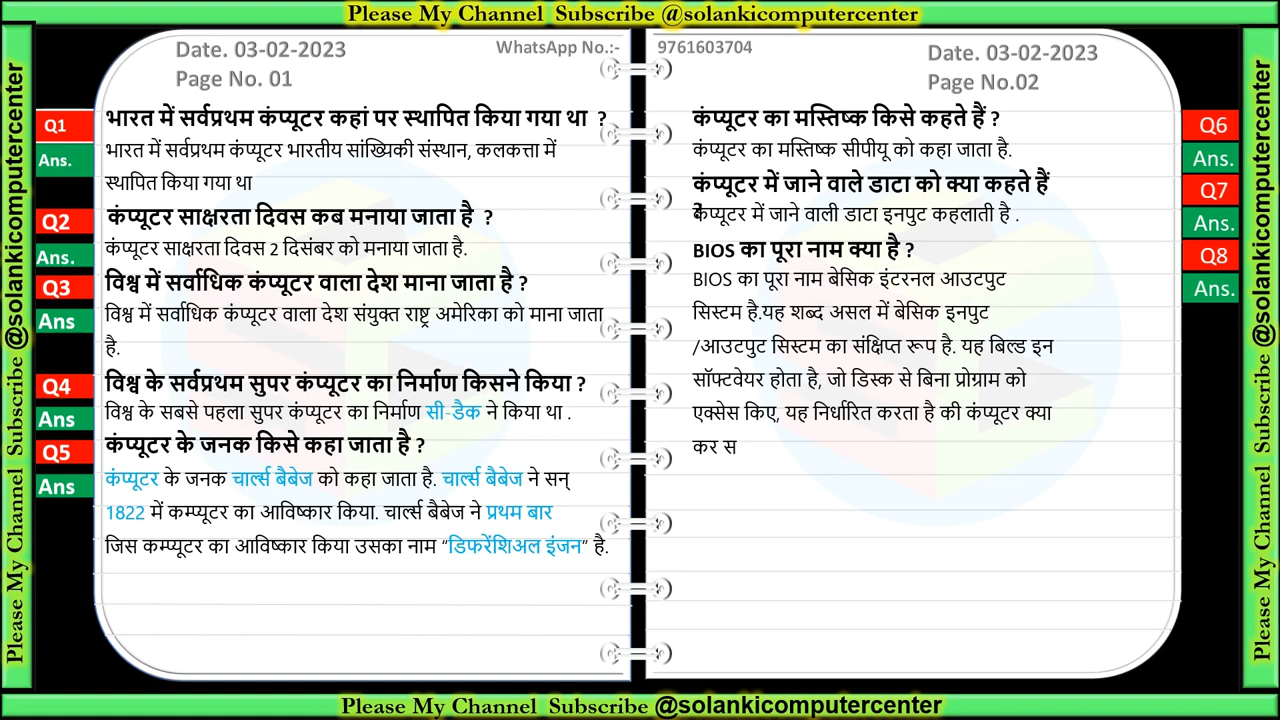 Please My Channel  Subscribe @solankicomputercenter
Please My Channel  Subscribe @solankicomputercenter
Date. 03-02-2023
Page No. 01
WhatsApp No.:-
Q1
भारत में सर्वप्रथम कंप्यूटर कहां पर स्थापित किया गया था  ?
Ans.
भारत में सर्वप्रथम कंप्यूटर भारतीय सांख्यिकी संस्थान, कलकत्ता में
स्थापित किया गया था
Q2
कंप्यूटर साक्षरता दिवस कब मनाया जाता है  ?
Ans.
कंप्यूटर साक्षरता दिवस 2 दिसंबर को मनाया जाता है.
Q3
विश्व में सर्वाधिक कंप्यूटर वाला देश माना जाता है ?
Ans
विश्व में सर्वाधिक कंप्यूटर वाला देश संयुक्त राष्ट्र अमेरिका को माना जाता
है.
Q4
विश्व के सर्वप्रथम सुपर कंप्यूटर का निर्माण किसने किया ?
Ans
विश्व के सबसे पहला सुपर कंप्यूटर का निर्माण सी-डैक ने किया था .
Q5
कंप्यूटर के जनक किसे कहा जाता है ?
Ans
कंप्यूटर के जनक चार्ल्स बैबेज को कहा जाता है. चार्ल्स बैबेज ने सन्
1822 में कम्प्यूटर का आविष्कार किया. चार्ल्स बैबेज ने प्रथम बार
जिस कम्प्यूटर का आविष्कार किया उसका नाम “डिफरेंशिअल इंजन” है.
9761603704
Date. 03-02-2023
Page No.02
कंप्यूटर का मस्तिष्क किसे कहते हैं ?
Q6
कंप्यूटर का मस्तिष्क सीपीयू को कहा जाता है.
Ans.
कंप्यूटर में जाने वाले डाटा को क्या कहते हैं
?
Q7
कंप्यूटर में जाने वाली डाटा इनपुट कहलाती है .
Ans.
BIOS का पूरा नाम क्या है ?
Q8
BIOS का पूरा नाम बेसिक इंटरनल आउटपुट
Ans.
सिस्टम है.यह शब्द असल में बेसिक इनपुट
/आउटपुट सिस्टम का संक्षिप्त रूप है. यह बिल्ड इन
सॉफ्टवेयर होता है, जो डिस्क से बिना प्रोग्राम को
एक्सेस किए, यह निर्धारित करता है की कंप्यूटर क्या
कर स
Please My Channel  Subscribe @solankicomputercenter
Please My Channel  Subscribe @solankicomputercenter